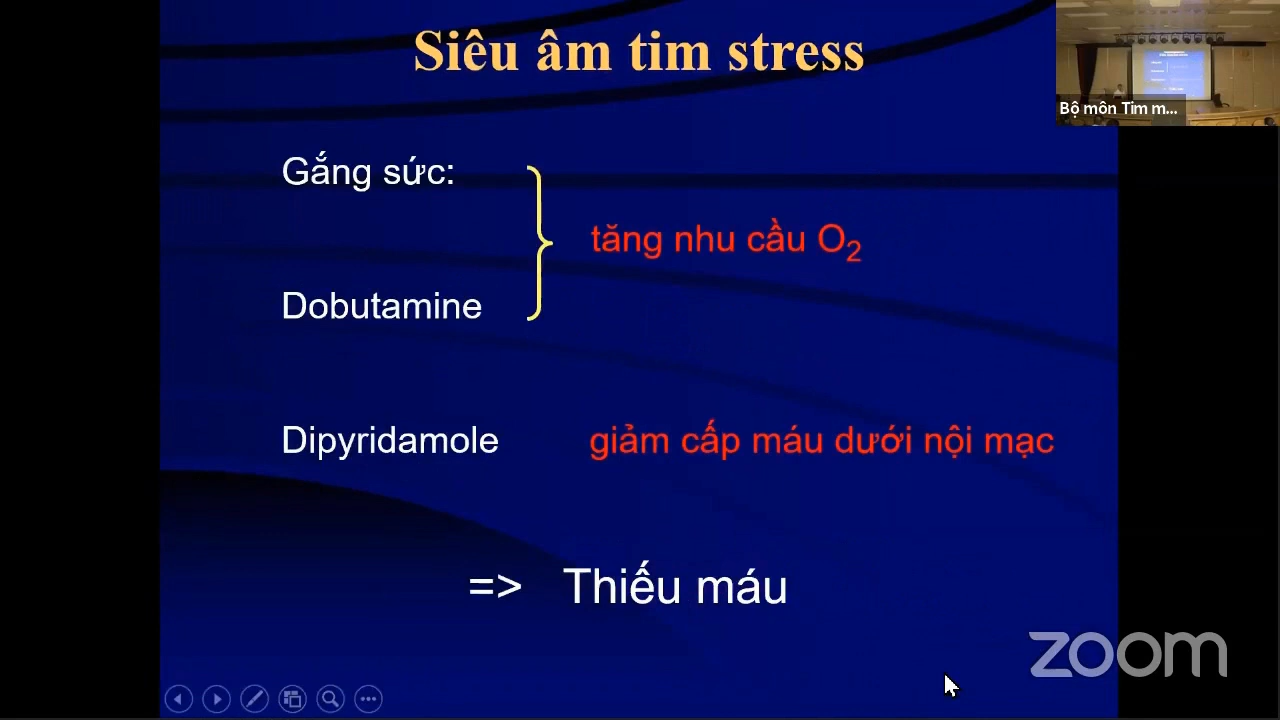 Siêu âm tim stress
Bộ môn Tim m...
Gắng sức:
tăng nhu cầu O₂
Dobutamine
Dipyridamole giảm cấp máu dưới nội mạc
=> Thiếu máu
zoom